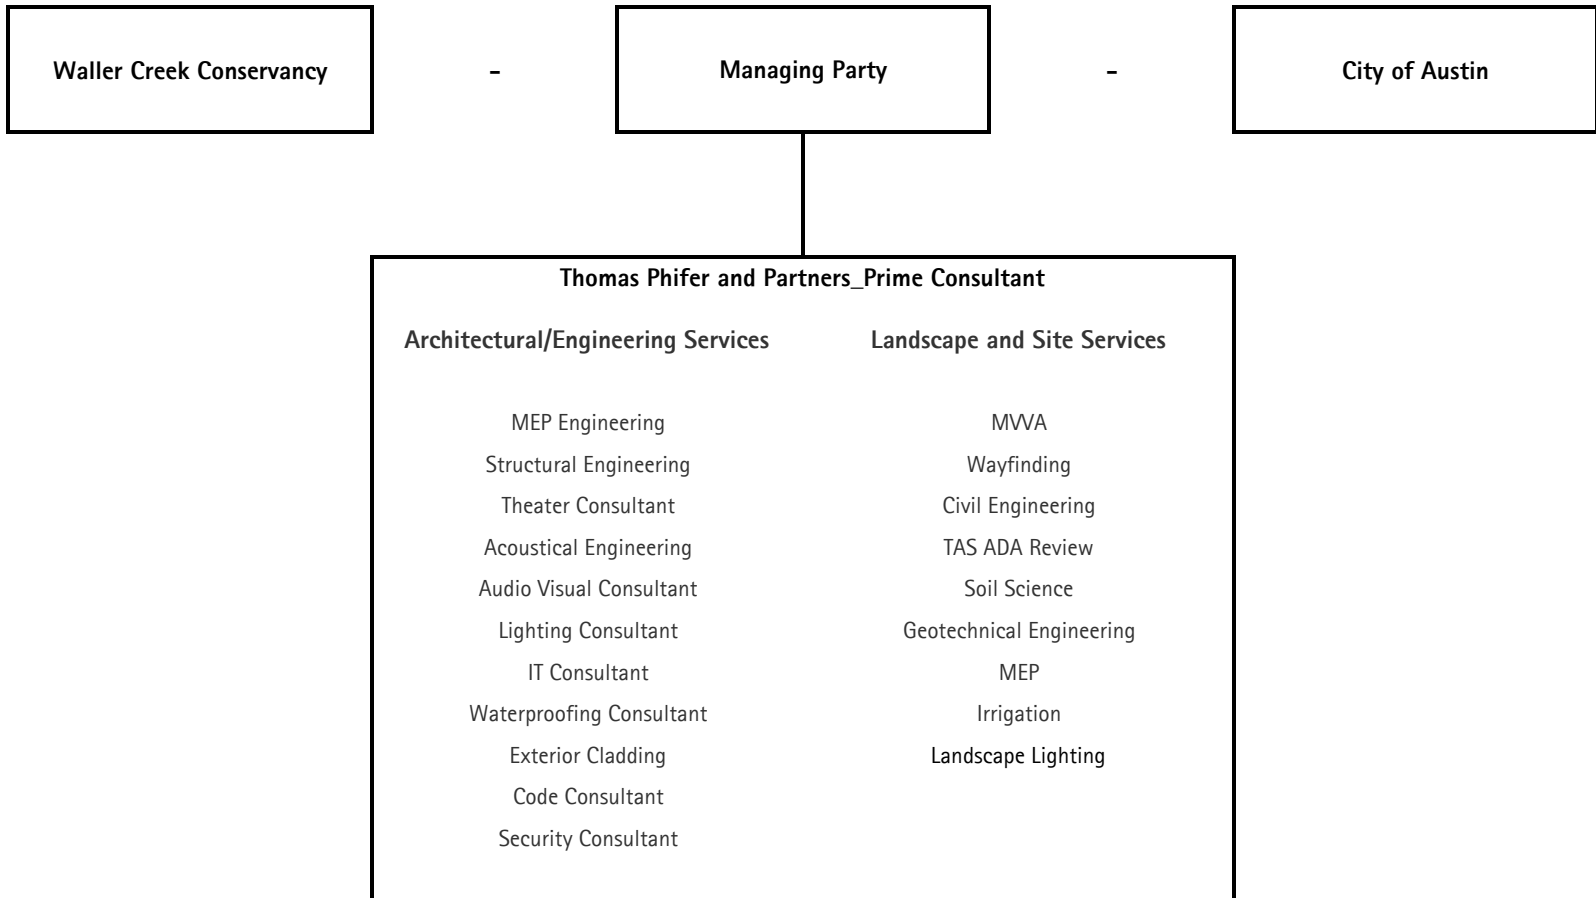 Waller Creek Conservancy - Managing Party - City of Austin
Thomas Phifer and Partners_Prime Consultant
Architectural/Engineering Services
MEP Engineering
Structural Engineering
Theater Consultant
Acoustical Engineering
Audio Visual Consultant
Lighting Consultant
IT Consultant
Waterproofing Consultant
Exterior Cladding
Code Consultant
Security Consultant
Landscape and Site Services
MVVA
Wayfinding
Civil Engineering
TAS ADA Review
Soil Science
Geotechnical Engineering
MEP
Irrigation
Landscape Lighting